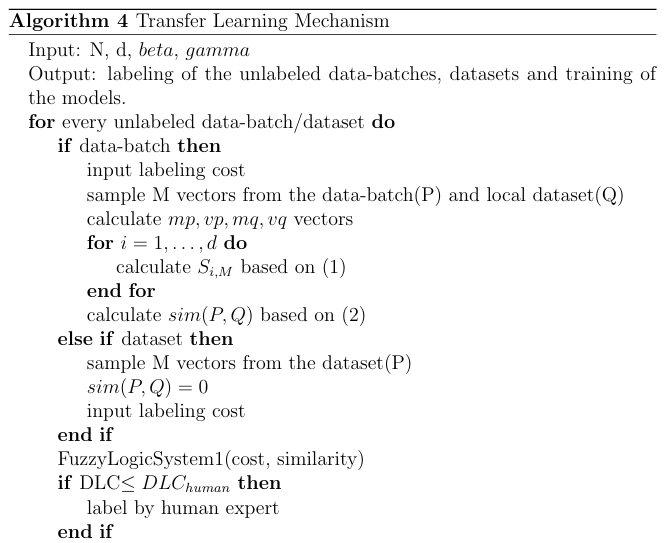 Algorithm 4 Transfer Learning Mechanism
Input: N, d, beta, gamma
Output: labeling of the unlabeled data-batches, datasets and training of
the models.
for every unlabeled data-batch/dataset do
if data-batch then
input labeling cost
sample M vectors from the data-batch(P) and local dataset(Q)
calculate mp, vp, mq, vq vectors
for i = 1, . . . , d do
calculate S_{i,M} based on (1)
end for
calculate sim(P, Q) based on (2)
else if dataset then
sample M vectors from the dataset(P)
sim(P, Q) = 0
input labeling cost
end if
FuzzyLogicSystem1(cost, similarity)
if DLC≤ DLC_{human} then
label by human expert
end if